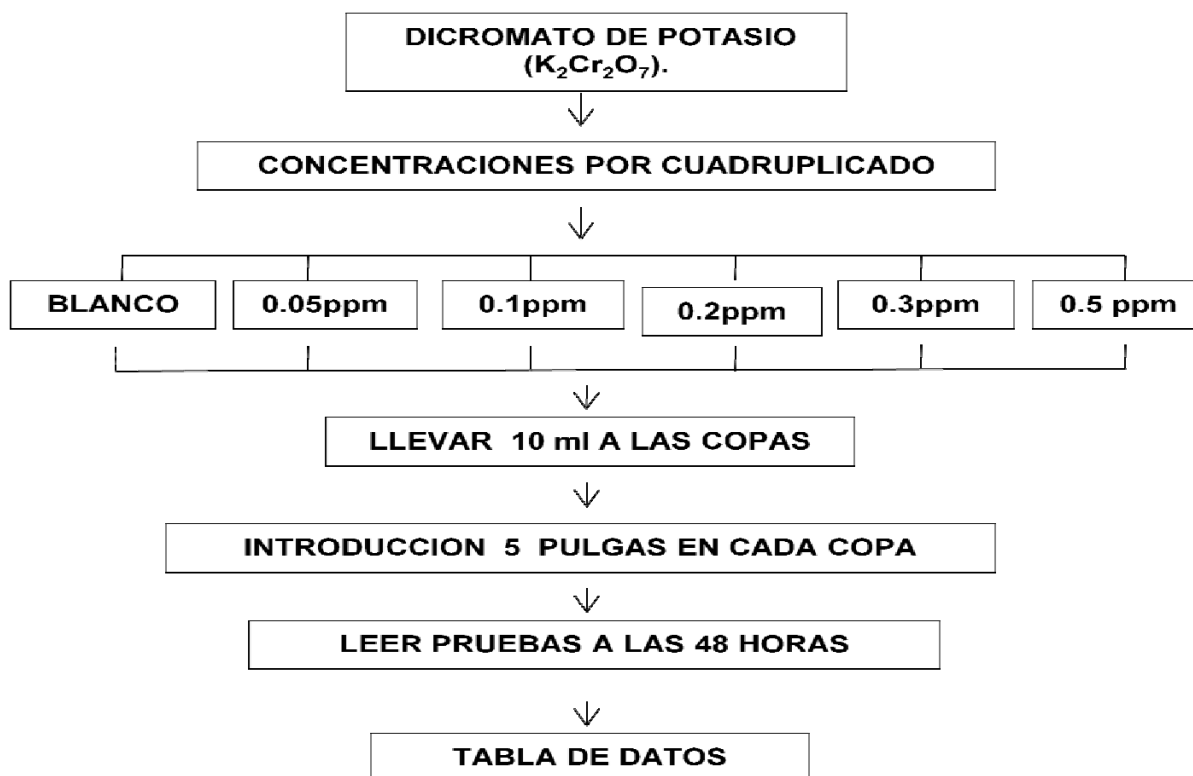 DICROMATO DE POTASIO
(K₂Cr₂O₇).
CONCENTRACIONES POR CUADRUPLICADO
BLANCO
0.05ppm
0.1ppm
0.2ppm
0.3ppm
0.5 ppm
LLEVAR 10 ml A LAS COPAS
INTRODUCCION 5 PULGAS EN CADA COPA
LEER PRUEBAS A LAS 48 HORAS
TABLA DE DATOS